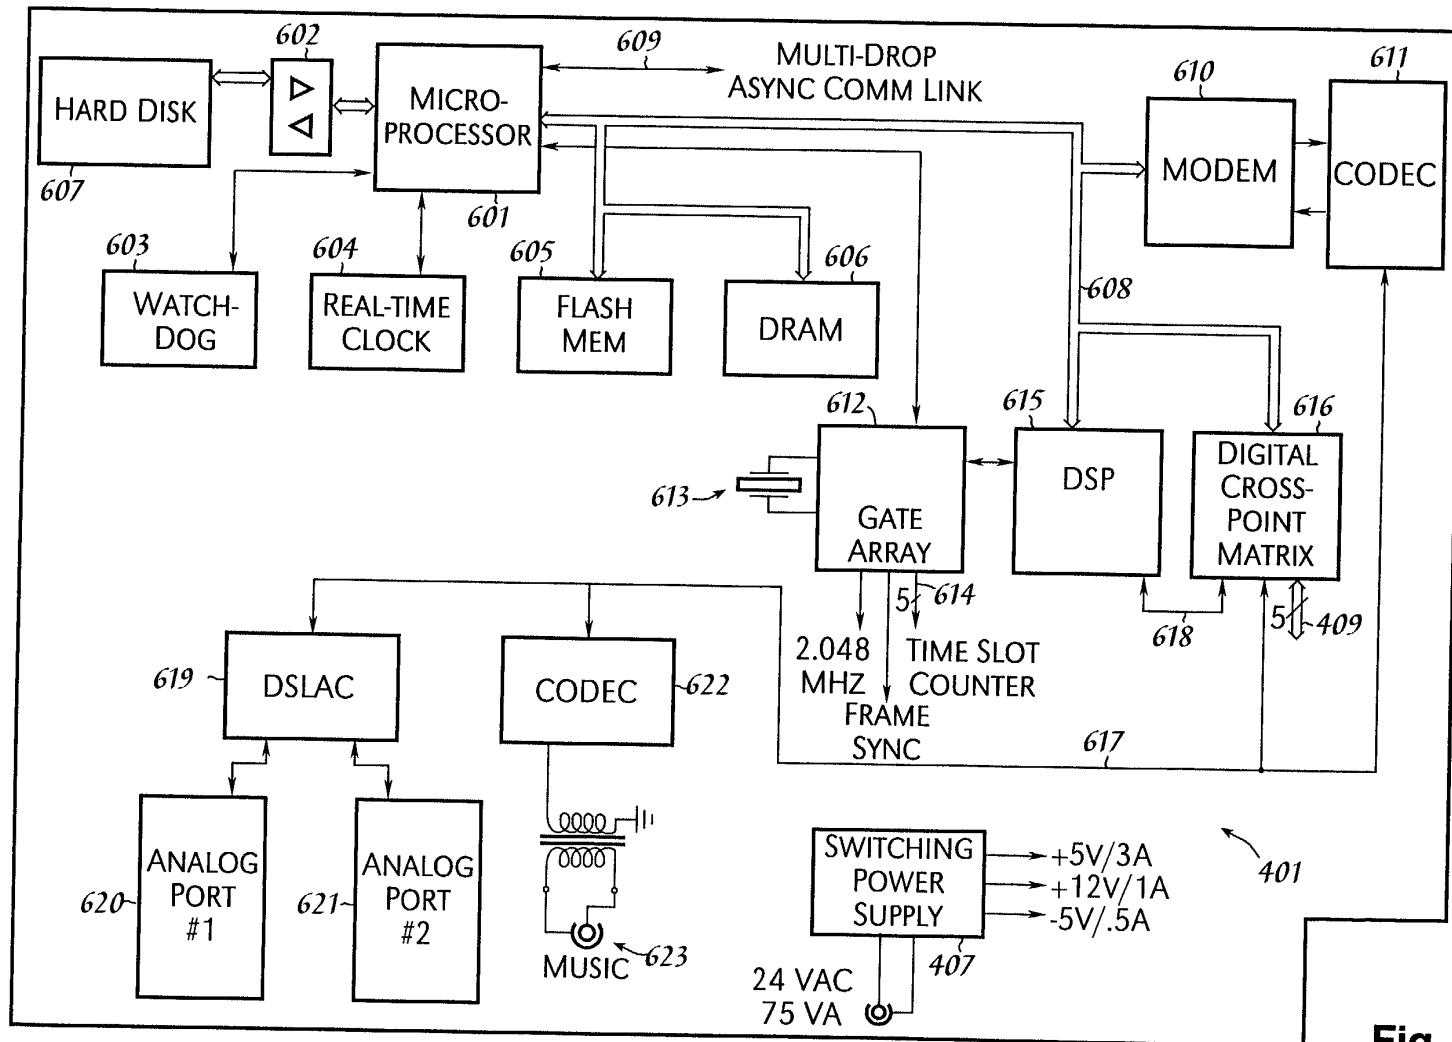 602
609
MULTI-DROP
ASYNC COMM LINK
610
611
HARD DISK
MICRO-
PROCESSOR
MODEM
CODEC
607
601
603
604
605
606
608
WATCH-
DOG
REAL-TIME
CLOCK
FLASH
MEM
DRAM
612
615
616
613
GATE
ARRAY
DSP
DIGITAL
CROSS-
POINT
MATRIX
5
614
618
5
409
2.048
MHZ
TIME SLOT
COUNTER
FRAME
SYNC
617
619
DSLAC
CODEC
622
620
ANALOG
PORT
#1
621
ANALOG
PORT
#2
MUSIC
623
SWITCHING
POWER
SUPPLY
+5V/3A
+12V/1A
-5V/.5A
401
407
24 VAC
75 VA
Fig